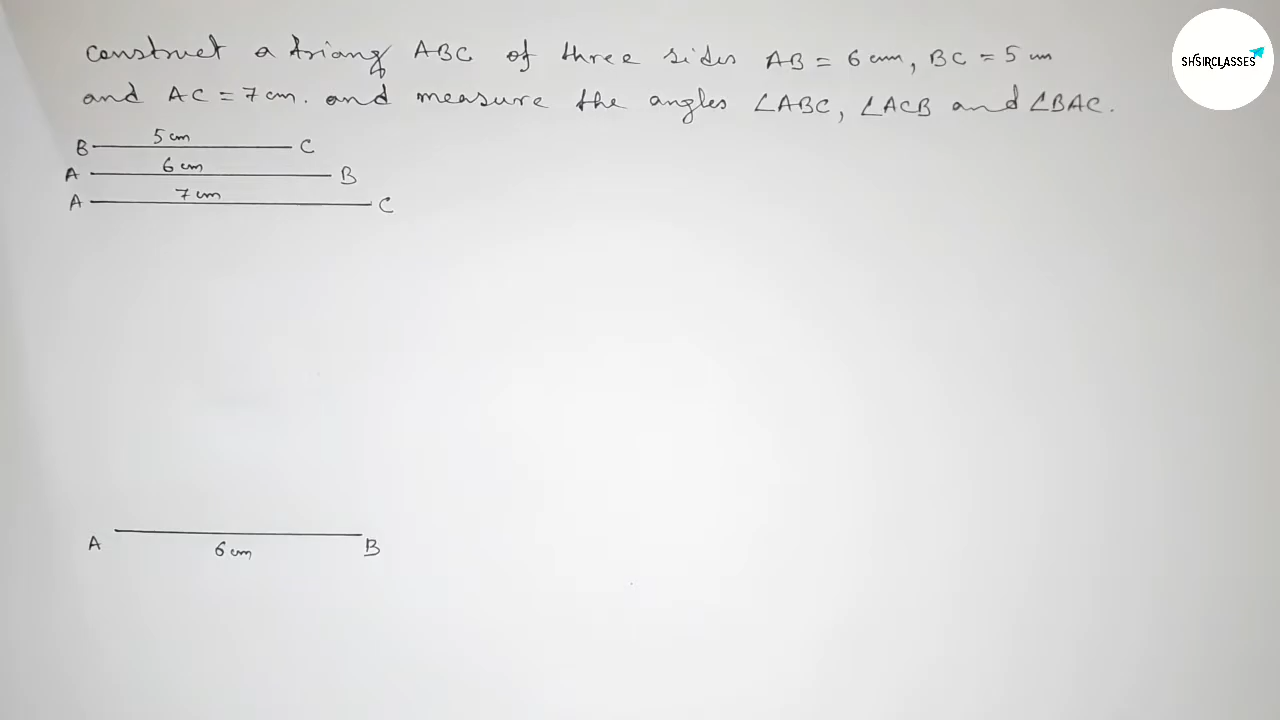 construct a triang ABC of three sides AB = 6 cm, BC = 5 cm
and AC = 7 cm. and measure the angles ∠ABC, ∠ACB and ∠BAC.
SHSIRCLASSES
B 5 cm C
A 6 cm B
A 7 cm C
A 6 cm B